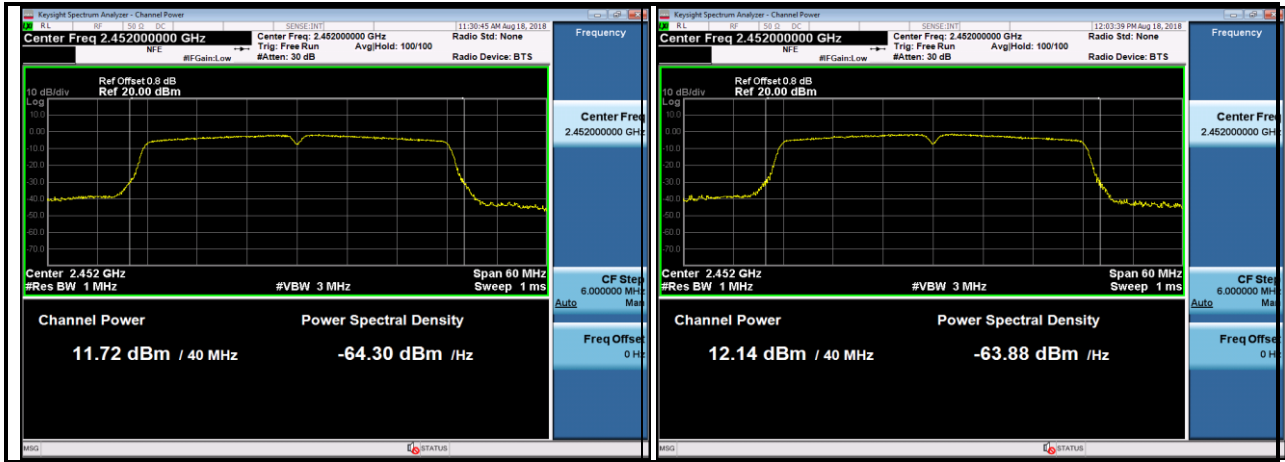 Keysight Spectrum Analyzer - Channel Power
RL RF 50 Ω DC SENSE:INT 11:30:45 AM Aug 18, 2018
Center Freq 2.452000000 GHz
Center Freq: 2.452000000 GHz
Radio Std: None
NFE
Trig: Free Run
Avg|Hold: 100/100
#IFGain:Low
#Atten: 30 dB
Radio Device: BTS
Ref Offset 0.8 dB
10 dB/div Ref 20.00 dBm
Log
10.0
0.00
-10.0
-20.0
-30.0
-40.0
-50.0
-60.0
-70.0
Center 2.452 GHz
Span 60 MHz
#Res BW 1 MHz
#VBW 3 MHz
Sweep 1 ms
Channel Power
Power Spectral Density
11.72 dBm / 40 MHz
-64.30 dBm /Hz
MSG
STATUS
Frequency
Center Freq
2.452000000 GHz
CF Step
6.000000 MHz
Auto Man
Freq Offset
0 Hz
Keysight Spectrum Analyzer - Channel Power
RL RF 50 Ω DC SENSE:INT 12:03:39 PM Aug 18, 2018
Center Freq 2.452000000 GHz
Center Freq: 2.452000000 GHz
Radio Std: None
NFE
Trig: Free Run
Avg|Hold: 100/100
#IFGain:Low
#Atten: 30 dB
Radio Device: BTS
Ref Offset 0.8 dB
10 dB/div Ref 20.00 dBm
Log
10.0
0.00
-10.0
-20.0
-30.0
-40.0
-50.0
-60.0
-70.0
Center 2.452 GHz
Span 60 MHz
#Res BW 1 MHz
#VBW 3 MHz
Sweep 1 ms
Channel Power
Power Spectral Density
12.14 dBm / 40 MHz
-63.88 dBm /Hz
MSG
STATUS
Frequency
Center Freq
2.452000000 GHz
CF Step
6.000000 MHz
Auto Man
Freq Offset
0 Hz